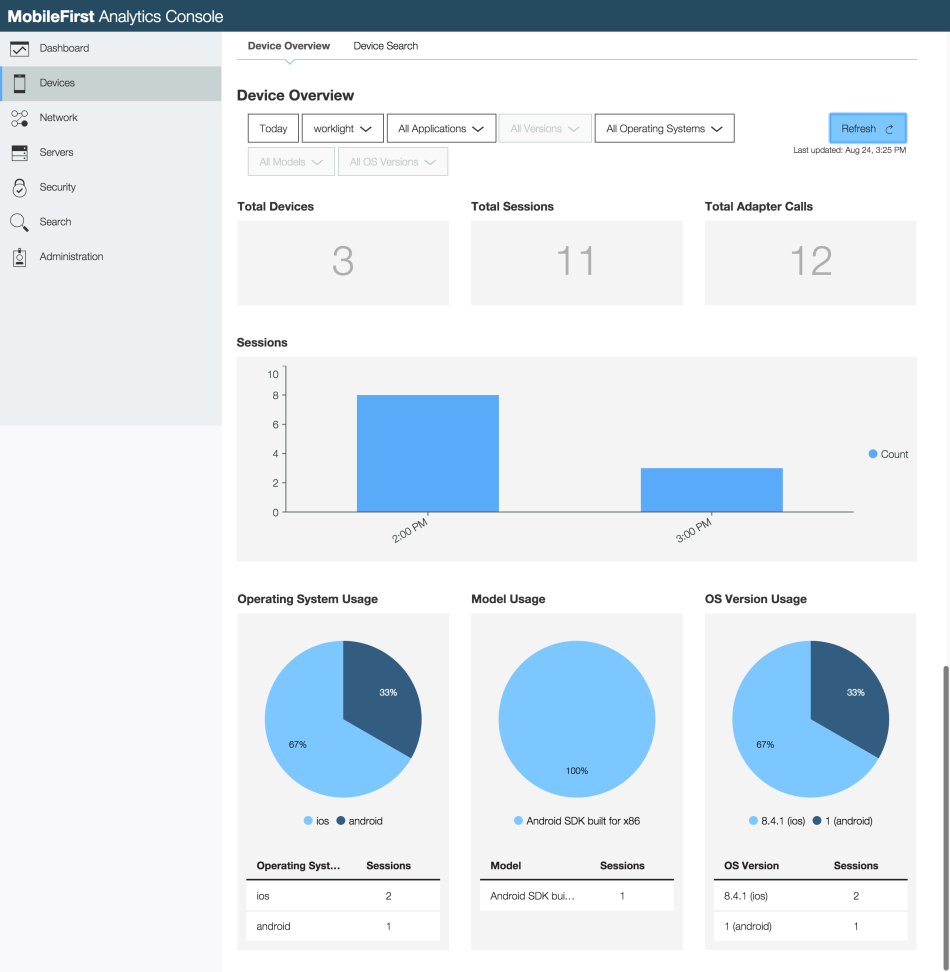 MobileFirst Analytics Console
Dashboard
Devices
Network
Servers
Security
Search
Administration
Device Overview Device Search
Device Overview
Today worklight All Applications All Versions All Operating Systems Refresh
Last updated: Aug 24, 3:25 PM
All Models All OS Versions
Total Devices Total Sessions Total Adapter Calls
3 11 12
Sessions
10
8
6
4
2
0
2:00 PM 3:00 PM
Count
Operating System Usage Model Usage OS Version Usage
33% 33%
67% 67%
100%
ios android Android SDK built for x86 8.4.1 (ios) 1 (android)
Operating Syst... Sessions Model Sessions OS Version Sessions
ios 2 Android SDK bui... 1 8.4.1 (ios) 2
android 1 1 (android) 1